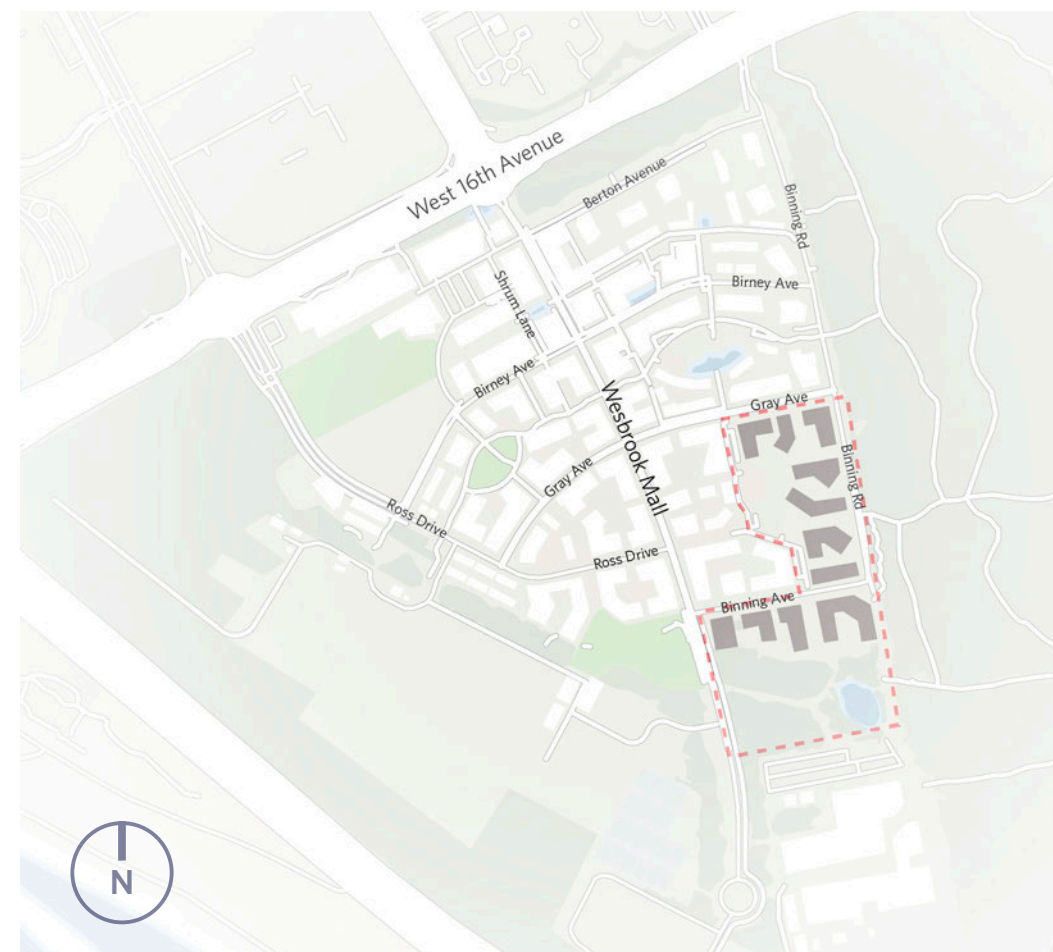 West 16th Avenue
Berton Avenue
Binning Rd
Shrum Lane
Birney Ave
Birney Ave
Wesbrook Mall
Gray Ave
Gray Ave
Binning Rd
Ross Drive
Ross Drive
Binning Ave
N